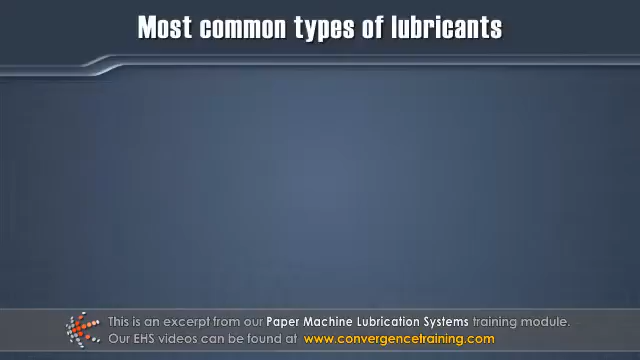 Most common types of lubricants
This is an excerpt from our Paper Machine Lubrication Systems training module.
Our EHS videos can be found at www.convergencetraining.com